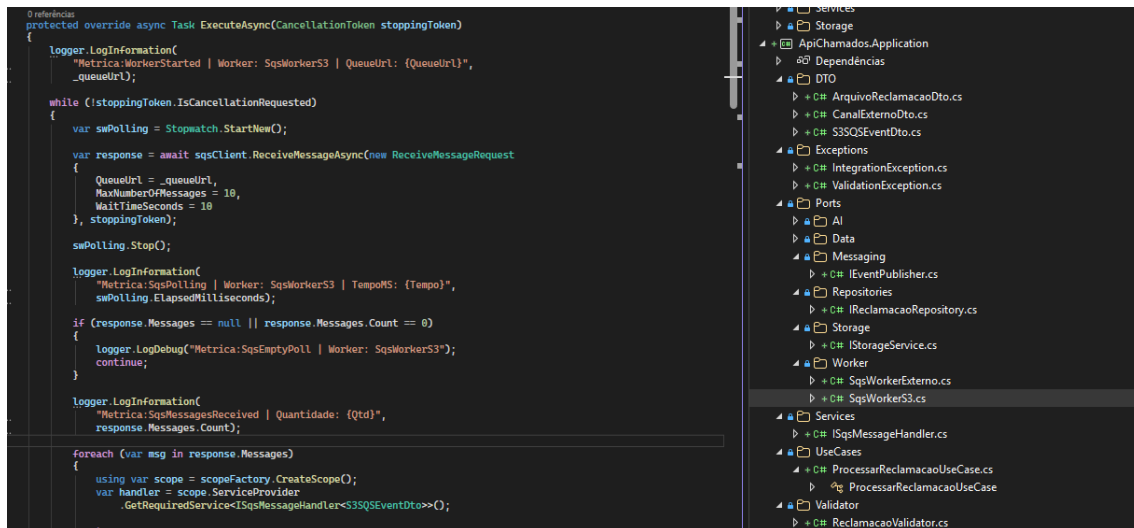 0 referências
protected override async Task ExecuteAsync(CancellationToken stoppingToken)
{
logger.LogInformation(
"Metrica:WorkerStarted | Worker: SqsWorkerS3 | QueueUrl: {QueueUrl}",
_queueUrl);
while (!stoppingToken.IsCancellationRequested)
{
var swPolling = Stopwatch.StartNew();
var response = await sqsClient.ReceiveMessageAsync(new ReceiveMessageRequest
{
QueueUrl = _queueUrl,
MaxNumberOfMessages = 10,
WaitTimeSeconds = 10
}, stoppingToken);
swPolling.Stop();
logger.LogInformation(
"Metrica:SqsPolling | Worker: SqsWorkerS3 | TempoMS: {Tempo}",
swPolling.ElapsedMilliseconds);
if (response.Messages == null || response.Messages.Count == 0)
{
logger.LogDebug("Metrica:SqsEmptyPoll | Worker: SqsWorkerS3");
continue;
}
logger.LogInformation(
"Metrica:SqsMessagesReceived | Quantidade: {Qtd}",
response.Messages.Count);
foreach (var msg in response.Messages)
{
using var scope = scopeFactory.CreateScope();
var handler = scope.ServiceProvider
.GetRequiredService<ISqsMessageHandler<S3SQSEventDto>>();
Services
Storage
ApiChamados.Application
Dependências
DTO
C# ArquivoReclamacaoDto.cs
C# CanalExternoDto.cs
C# S3SQSEventDto.cs
Exceptions
C# IntegrationException.cs
C# ValidationException.cs
Ports
AI
Data
Messaging
C# IEventPublisher.cs
Repositories
C# IReclamacaoRepository.cs
Storage
C# IStorageService.cs
Worker
C# SqsWorkerExterno.cs
C# SqsWorkerS3.cs
Services
C# ISqsMessageHandler.cs
UseCases
C# ProcessarReclamacaoUseCase.cs
ProcessarReclamacaoUseCase
Validator
C# ReclamacaoValidator.cs